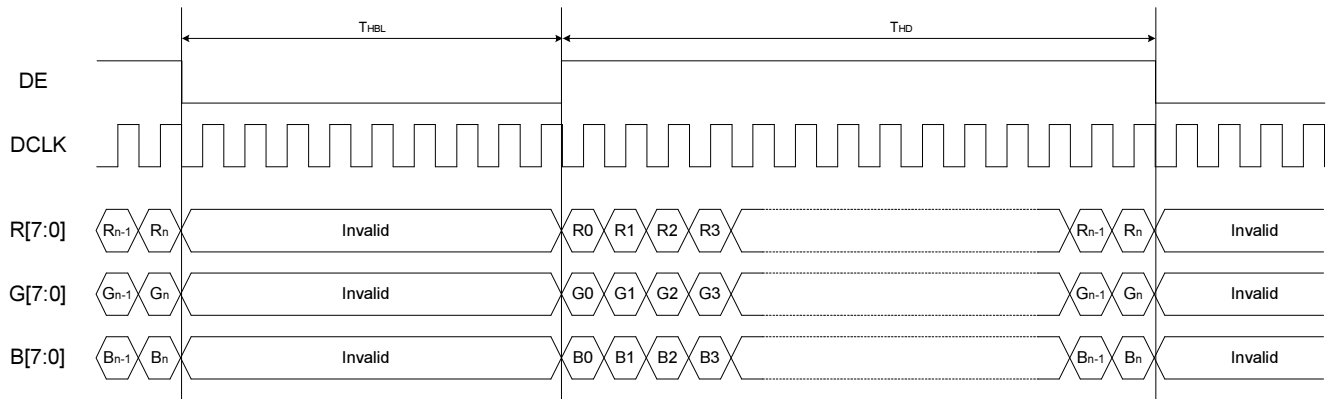 THBL THD
DE
DCLK
R[7:0] Rn-1 Rn Invalid R0 R1 R2 R3 Rn-1 Rn Invalid
G[7:0] Gn-1 Gn Invalid G0 G1 G2 G3 Gn-1 Gn Invalid
B[7:0] Bn-1 Bn Invalid B0 B1 B2 B3 Bn-1 Bn Invalid